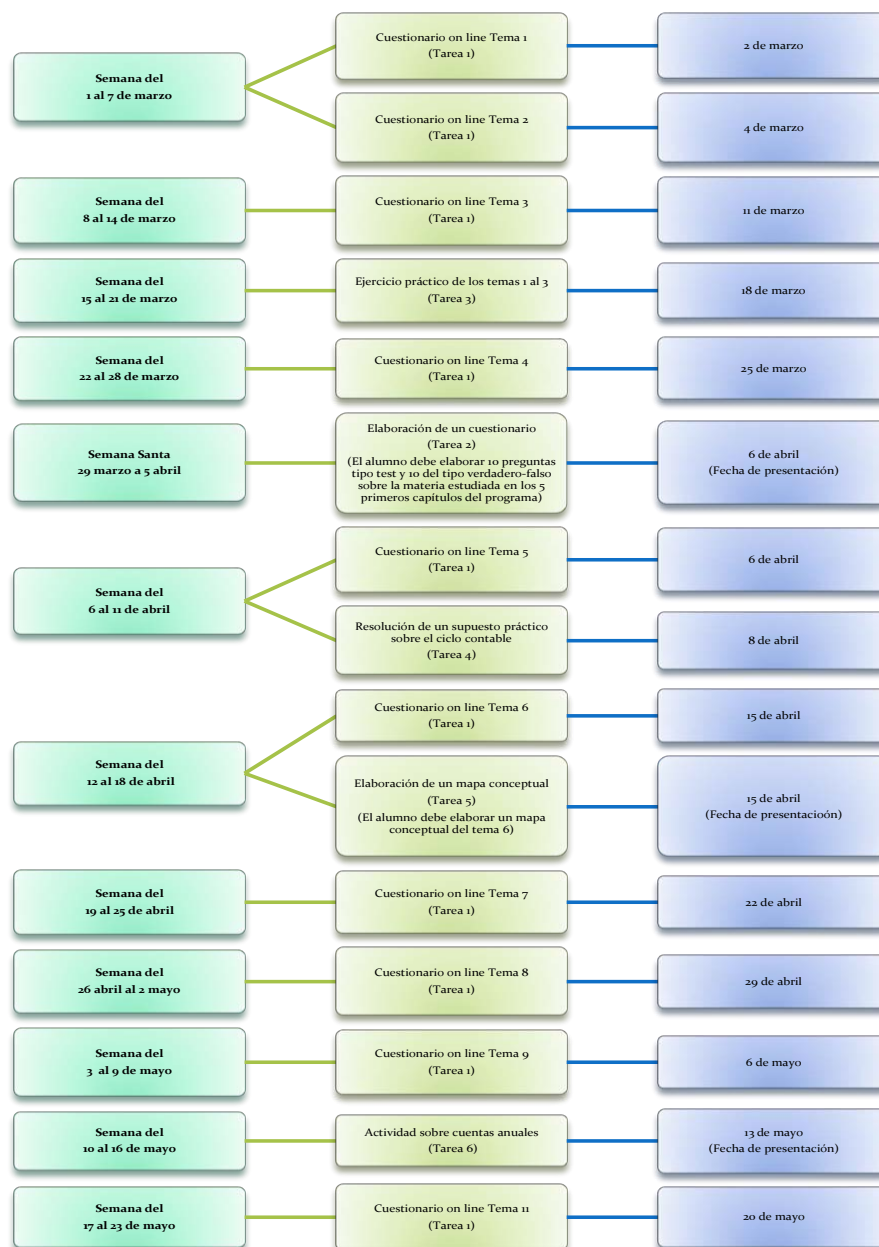 Semana del
1 al 7 de marzo
Cuestionario on line Tema 1
(Tarea 1)
2 de marzo
Cuestionario on line Tema 2
(Tarea 1)
4 de marzo
Semana del
8 al 14 de marzo
Cuestionario on line Tema 3
(Tarea 1)
11 de marzo
Semana del
15 al 21 de marzo
Ejercicio práctico de los temas 1 al 3
(Tarea 3)
18 de marzo
Semana del
22 al 28 de marzo
Cuestionario on line Tema 4
(Tarea 1)
25 de marzo
Semana Santa
29 marzo a 5 abril
Elaboración de un cuestionario
(Tarea 2)
(El alumno debe elaborar 10 preguntas
tipo test y 10 del tipo verdadero-falso
sobre la materia estudiada en los 5
primeros capítulos del programa)
6 de abril
(Fecha de presentación)
Semana del
6 al 11 de abril
Cuestionario on line Tema 5
(Tarea 1)
6 de abril
Resolución de un supuesto práctico
sobre el ciclo contable
(Tarea 4)
8 de abril
Semana del
12 al 18 de abril
Cuestionario on line Tema 6
(Tarea 1)
15 de abril
Elaboración de un mapa conceptual
(Tarea 5)
(El alumno debe elaborar un mapa
conceptual del tema 6)
15 de abril
(Fecha de presentacioón)
Semana del
19 al 25 de abril
Cuestionario on line Tema 7
(Tarea 1)
22 de abril
Semana del
26 abril al 2 mayo
Cuestionario on line Tema 8
(Tarea 1)
29 de abril
Semana del
3 al 9 de mayo
Cuestionario on line Tema 9
(Tarea 1)
6 de mayo
Semana del
10 al 16 de mayo
Actividad sobre cuentas anuales
(Tarea 6)
13 de mayo
(Fecha de presentación)
Semana del
17 al 23 de mayo
Cuestionario on line Tema 11
(Tarea 1)
20 de mayo